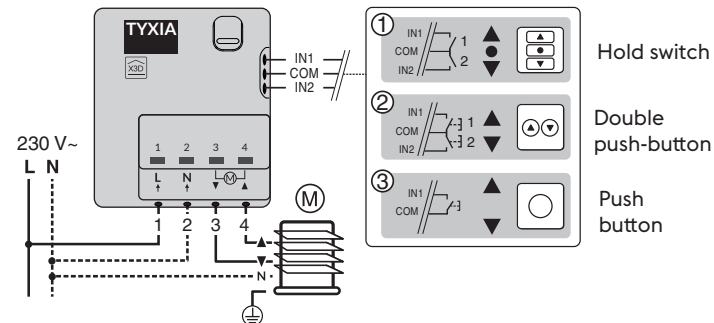 TYXIA
X3D
IN1
COM
IN2
1 2 3 4
L N M
230 V~
L N
1 2 3 4
M
N
1
IN1
COM
IN2
1
2
Hold switch
2
IN1
COM
IN2
1
2
Double
push-button
3
IN1
COM
Push
button